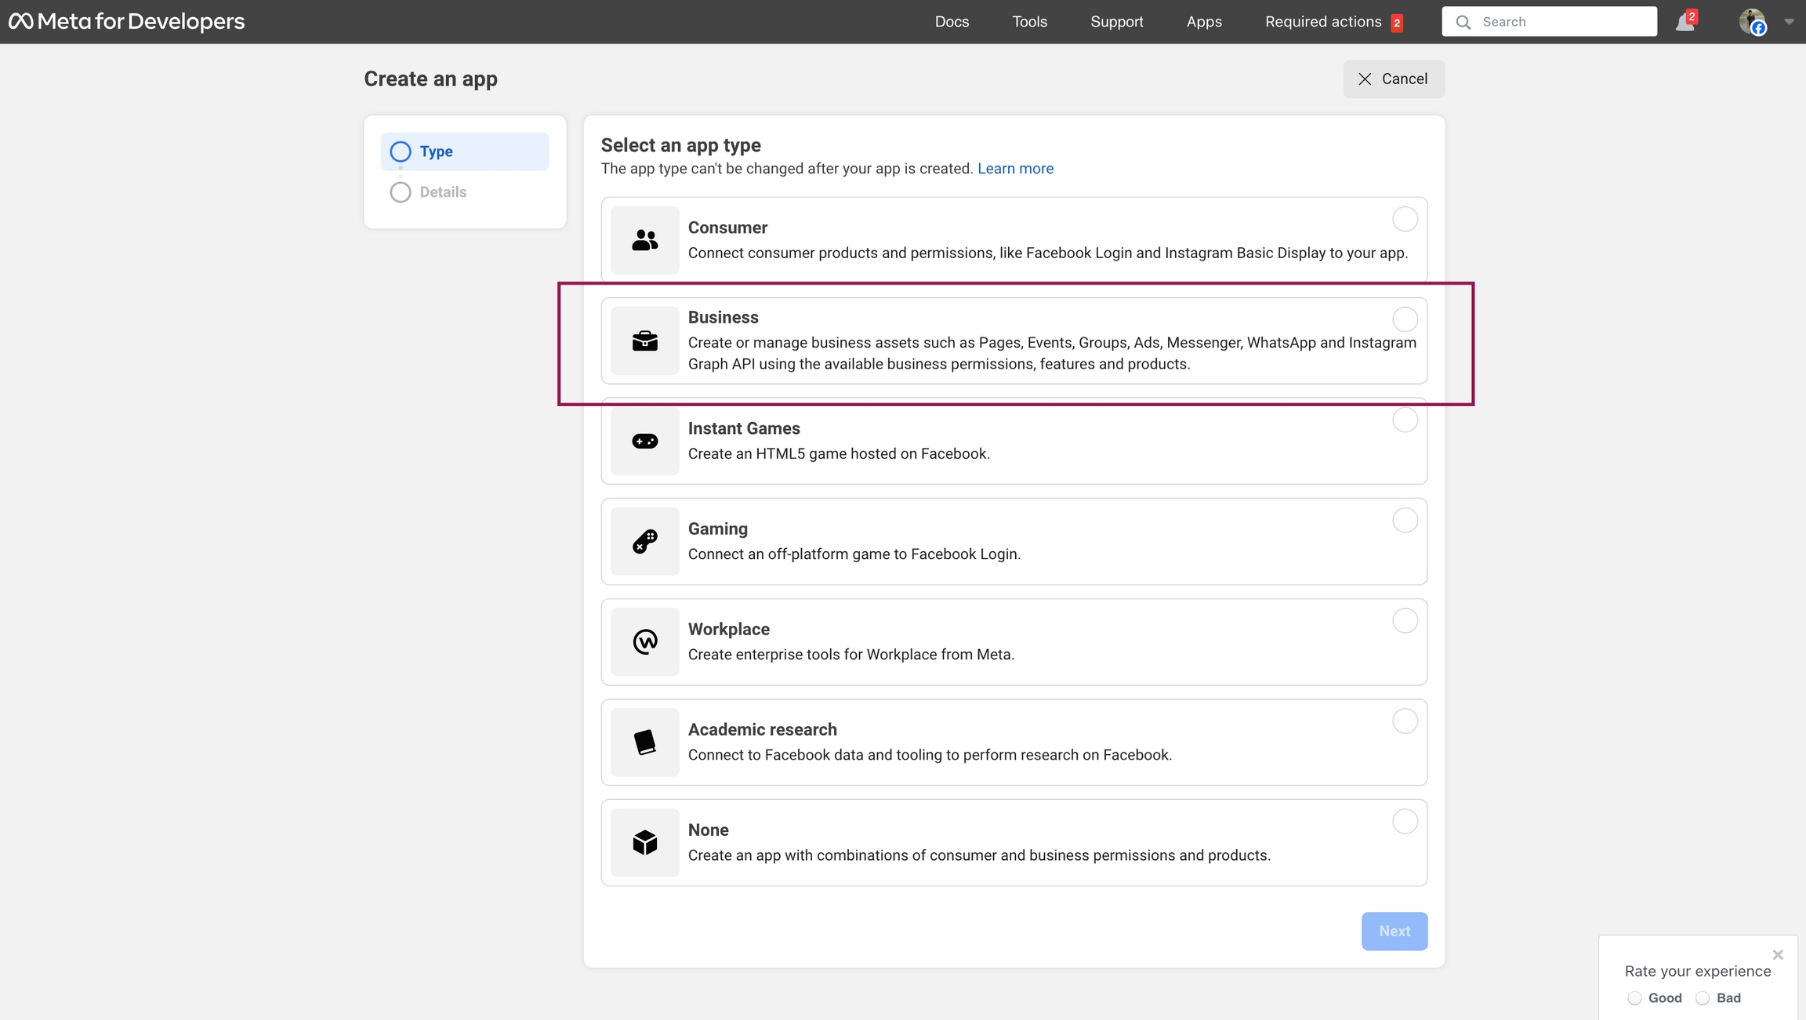 Meta for Developers
Docs
Tools
Support
Apps
Required actions 2
Search
2
Create an app
Cancel
Type
Details
Select an app type
The app type can't be changed after your app is created. Learn more
Consumer
Connect consumer products and permissions, like Facebook Login and Instagram Basic Display to your app.
Business
Create or manage business assets such as Pages, Events, Groups, Ads, Messenger, WhatsApp and Instagram
Graph API using the available business permissions, features and products.
Instant Games
Create an HTML5 game hosted on Facebook.
Gaming
Connect an off-platform game to Facebook Login.
Workplace
Create enterprise tools for Workplace from Meta.
Academic research
Connect to Facebook data and tooling to perform research on Facebook.
None
Create an app with combinations of consumer and business permissions and products.
Next
Rate your experience
Good
Bad